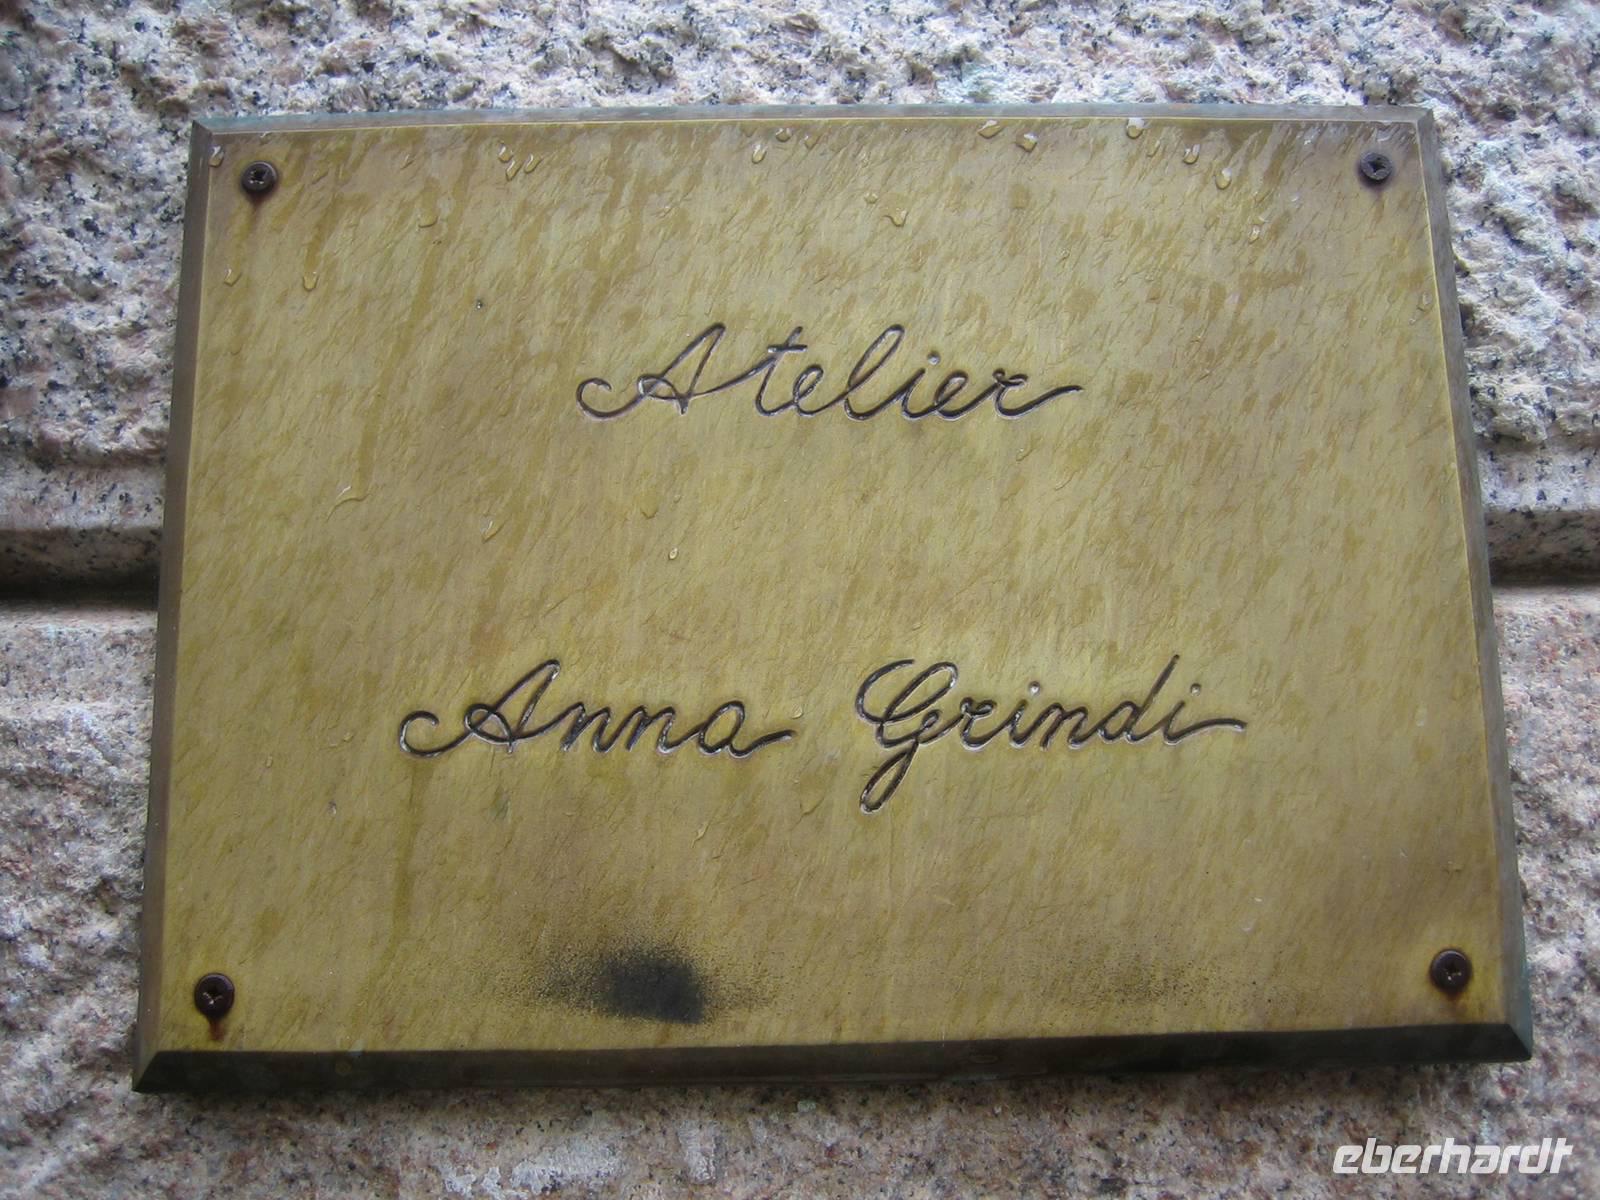 Atelier
Anna Grindi
eberhardt